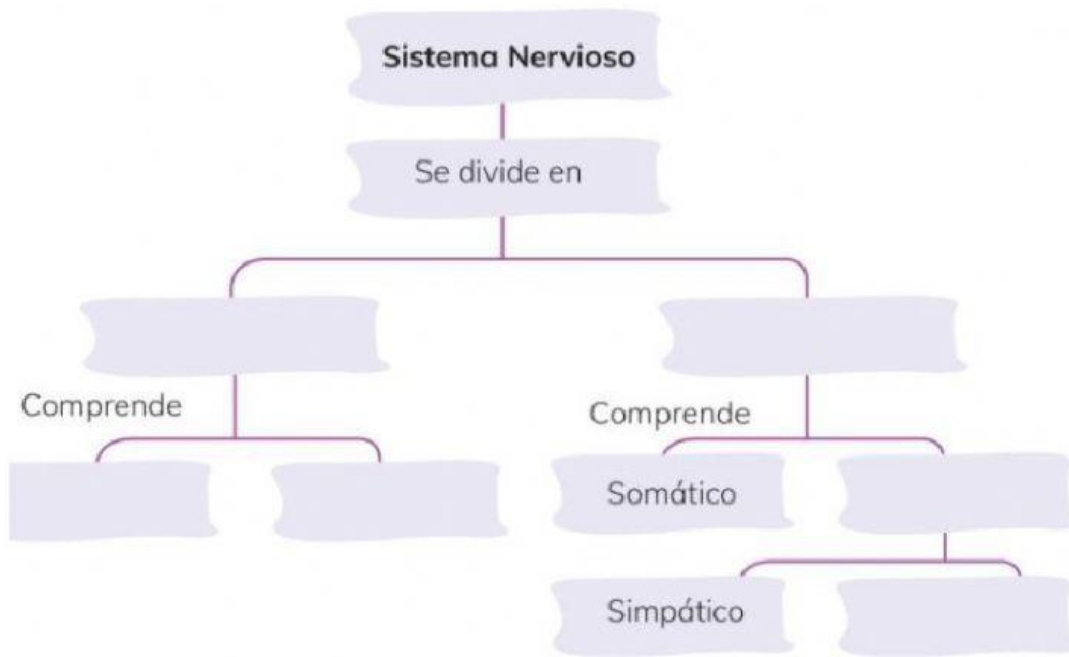 Sistema Nervioso
Se divide en
Comprende
Comprende
Somático
Simpático